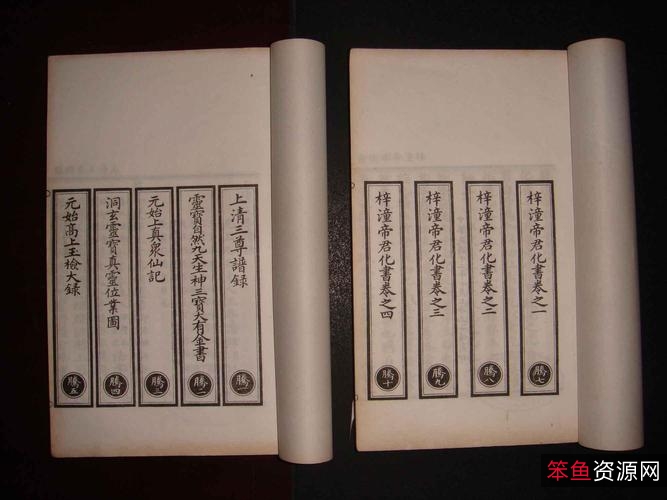 上清三尊譜録
騰一
靈寶自然九天生神三寶大有金書
騰二
元始上真衆仙記
騰三
洞玄靈寶真靈位業圖
騰四
元始高上玉檢大録
騰五
梓潼帝君化書卷之一
騰七
梓潼帝君化書卷之二
騰八
梓潼帝君化書卷之三
騰九
梓潼帝君化書卷之四
騰十
笨鱼资源网